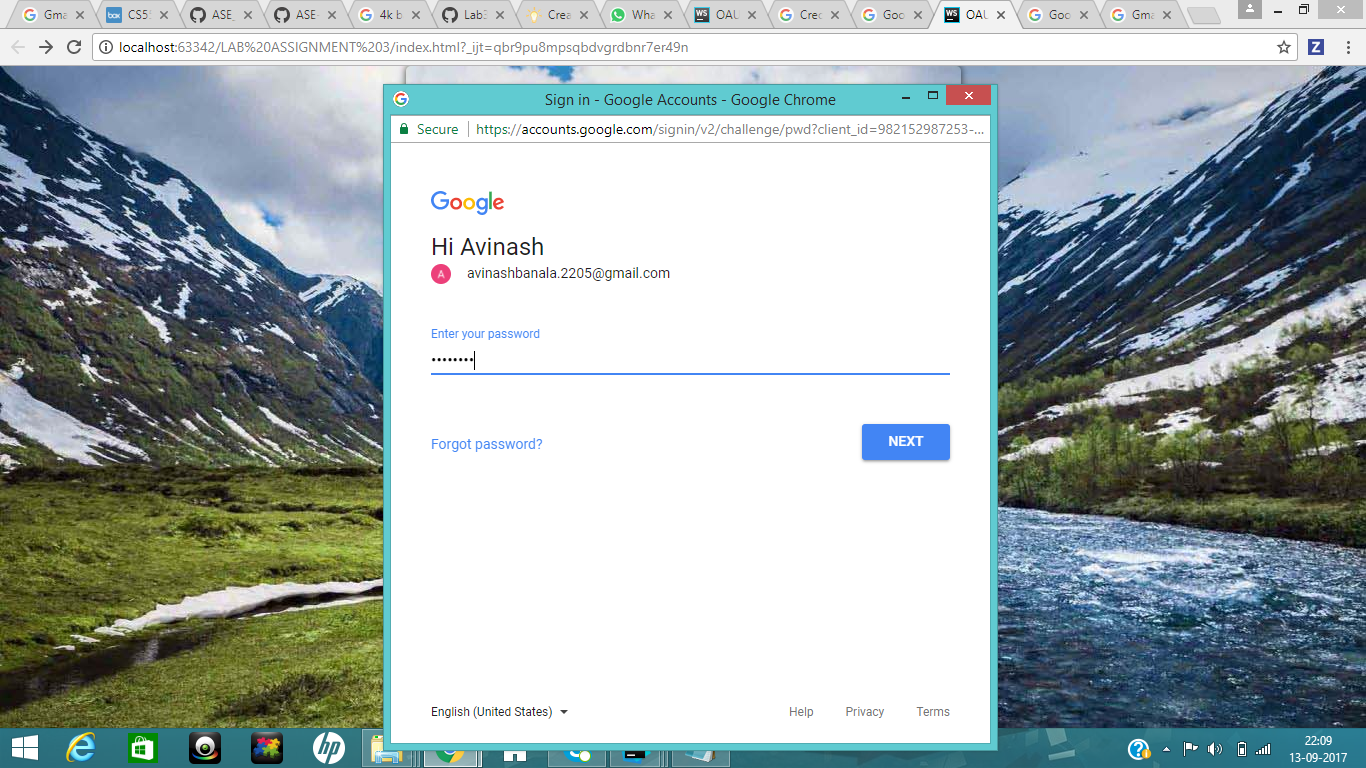 Gma
CS5
ASE_
ASE-
4k b
Lab3
Crea
Wha
OAU
Crec
Goo
OAU
Goo
Gma
localhost:63342/LAB%20ASSIGNMENT%203/index.html?_ijt=qbr9pu8mpsqbdvgrdbnr7er49n
Z
Sign in - Google Accounts - Google Chrome
Secure https://accounts.google.com/signin/v2/challenge/pwd?client_id=982152987253-...
Google
Hi Avinash
A avinashbanala.2205@gmail.com
Enter your password
••••••••
Forgot password?
NEXT
English (United States)
Help Privacy Terms
hp
22:09
13-09-2017